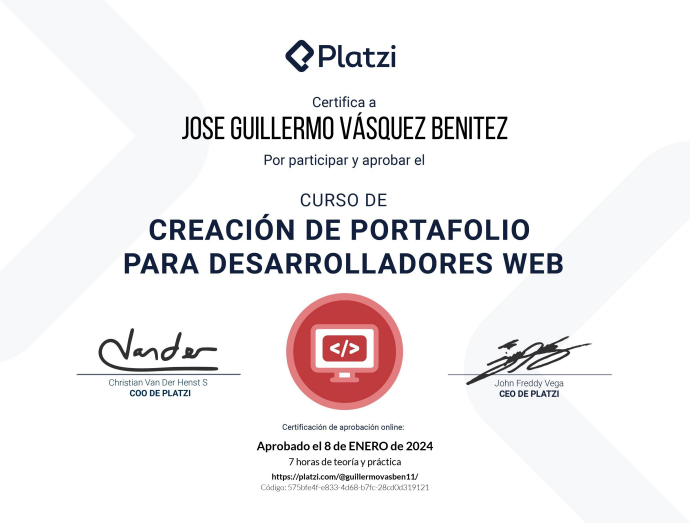 Platzi
Certifica a
JOSE GUILLERMO VÁSQUEZ BENITEZ
Por participar y aprobar el
CURSO DE
CREACIÓN DE PORTAFOLIO
PARA DESARROLLADORES WEB
</>
Vander
Christian Van Der Henst S
COO DE PLATZI
John Freddy Vega
CEO DE PLATZI
Certificación de aprobación online:
Aprobado el 8 de ENERO de 2024
7 horas de teoría y práctica
https://platzi.com/@guillermovasben11/
Código: 575bfe4f-e833-4d68-b7fc-28cd0d319121